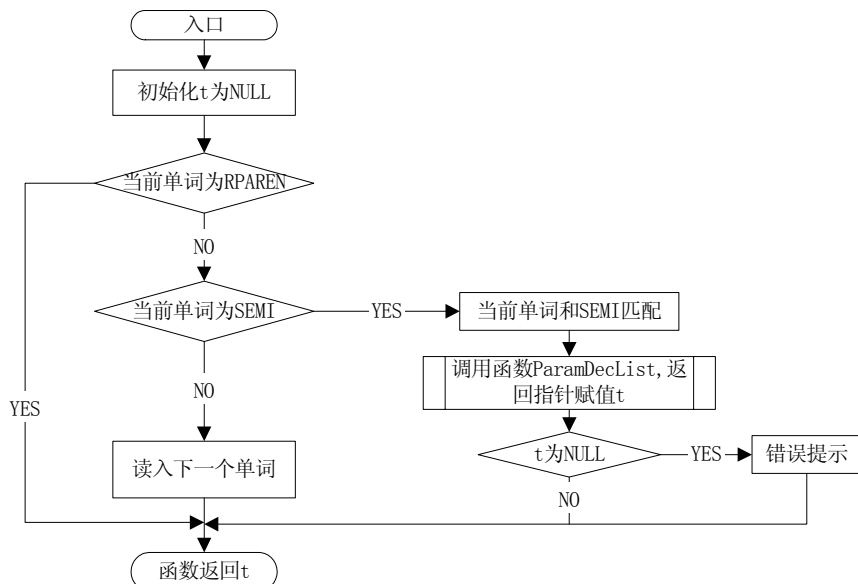 入口
初始化t为NULL
当前单词为RPAREN
NO
当前单词为SEMI
YES
当前单词和SEMI匹配
调用函数ParamDecList,返
回指针赋值t
NO
YES
读入下一个单词
t为NULL
YES
错误提示
NO
函数返回t